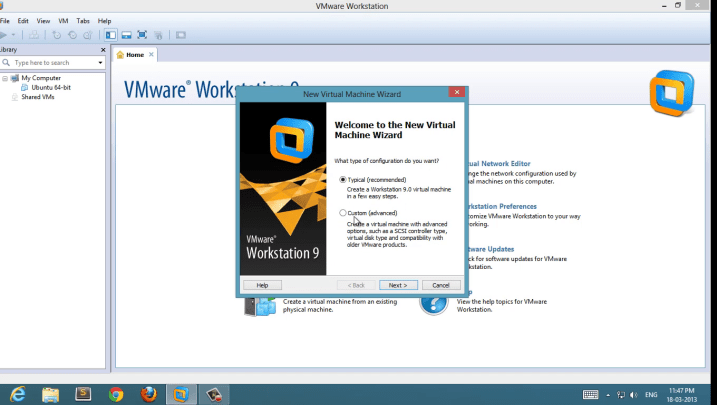 VMware Workstation
File Edit View VM Tabs Help
Library
Type here to search
My Computer
Ubuntu 64-bit
Shared VMs
Home
VMware® Workstation 9
New Virtual Machine Wizard
Welcome to the New Virtual
Machine Wizard
What type of configuration do you want?
Typical (recommended)
Create a Workstation 9.0 virtual machine
in a few easy steps.
Custom (advanced)
Create a virtual machine with advanced
options, such as a SCSI controller type,
virtual disk type and compatibility with
older VMware products.
VMware®
Workstation 9
Help
< Back
Next >
Cancel
ual Network Editor
nge the network configuration used by
al machines on this computer.
rkstation Preferences
tomize VMware Workstation to your way
orking.
ware Updates
ck for software updates for VMware
kstation.
p
View the help topics for VMware
Workstation.
Create a virtual machine from an existing
physical machine.
ENG
11:47 PM
18-03-2013